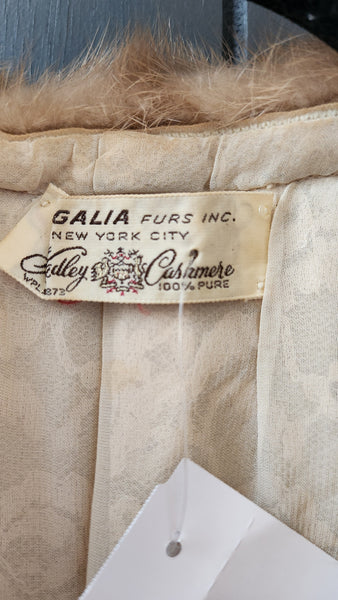 GALIA FURS INC.
NEW YORK CITY
Cashmere
100% PURE